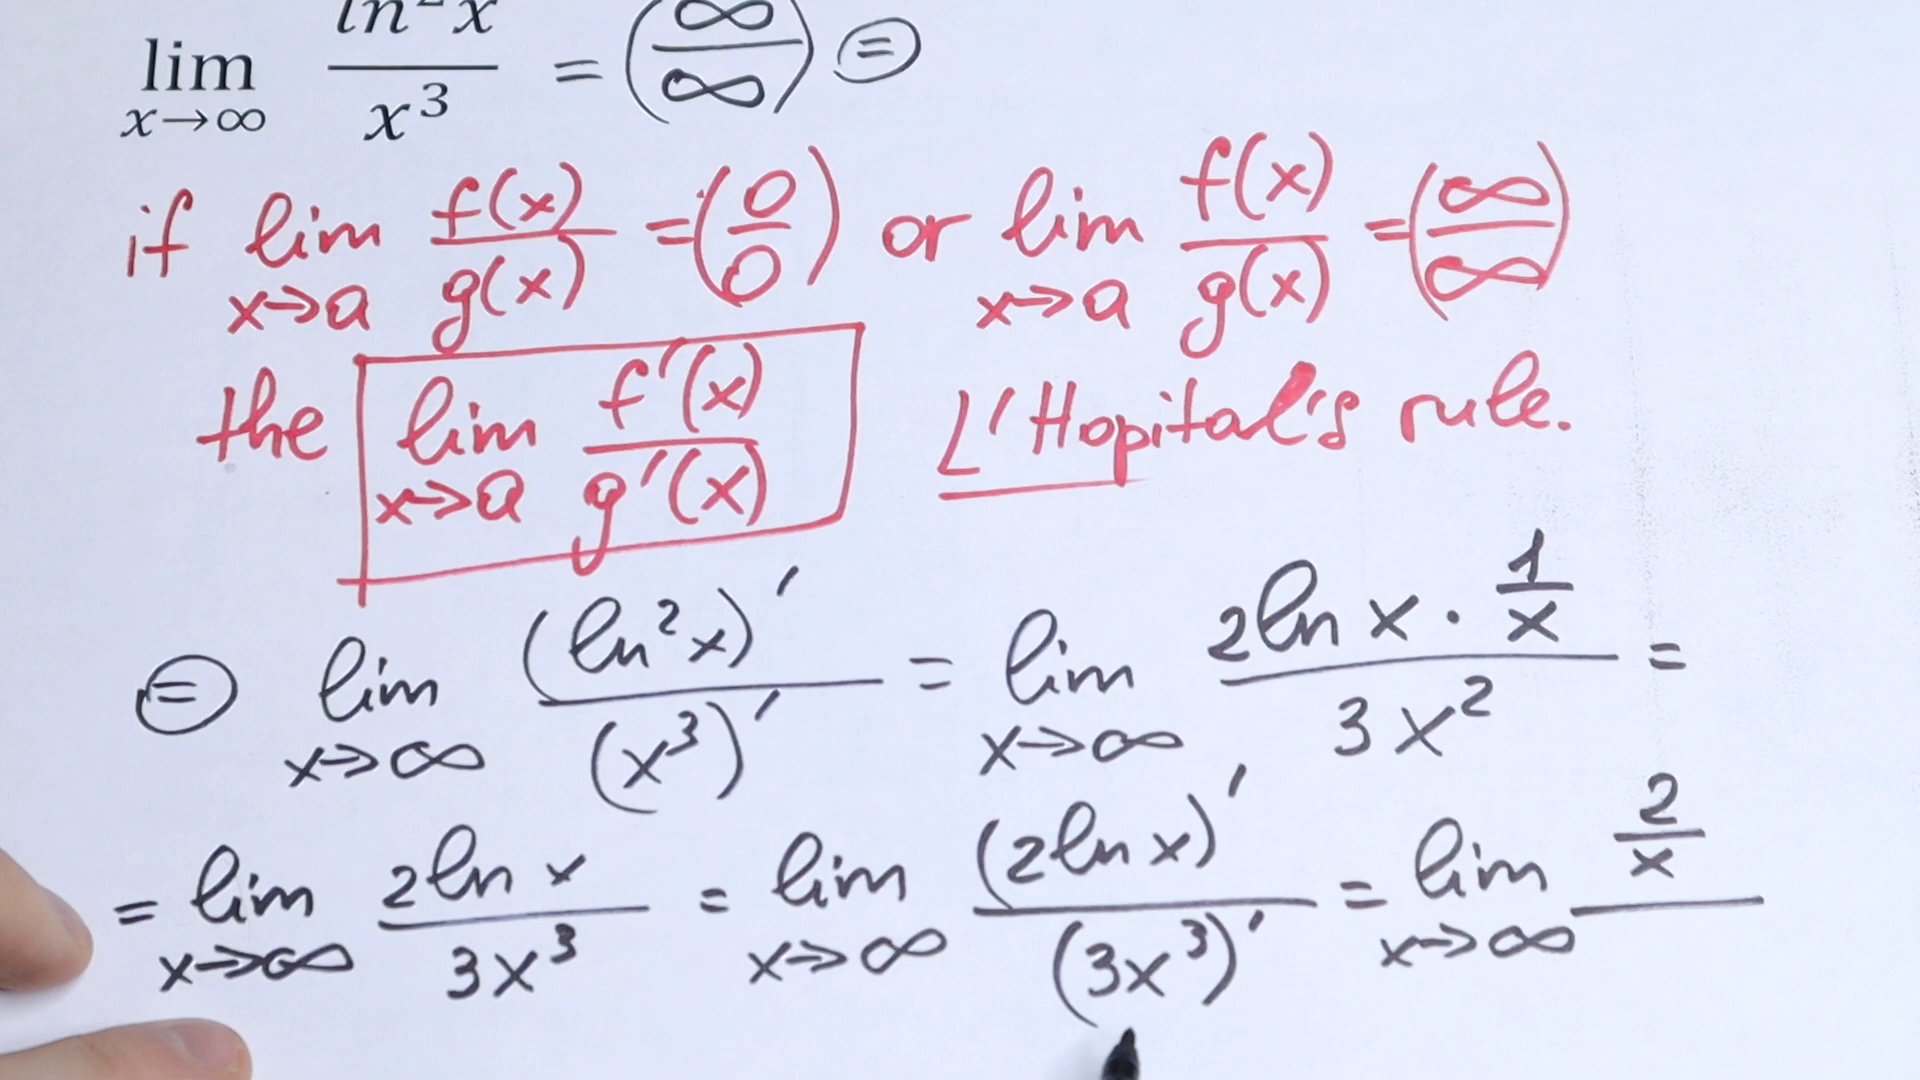 lim x→∞ ln²x / x³ = (∞/∞) ⊜
if lim x→a f(x)/g(x) = (0/0) or lim x→a f(x)/g(x) = (∞/∞)
the lim x→a f'(x)/g'(x) L'Hopital's rule.
⊜ lim x→∞ (ln²x)'/(x³)' = lim x→∞ 2ln x · 1/x / 3x² =
= lim x→∞ 2ln x / 3x³ = lim x→∞ (2ln x)'/(3x³)' = lim x→∞ 2/x